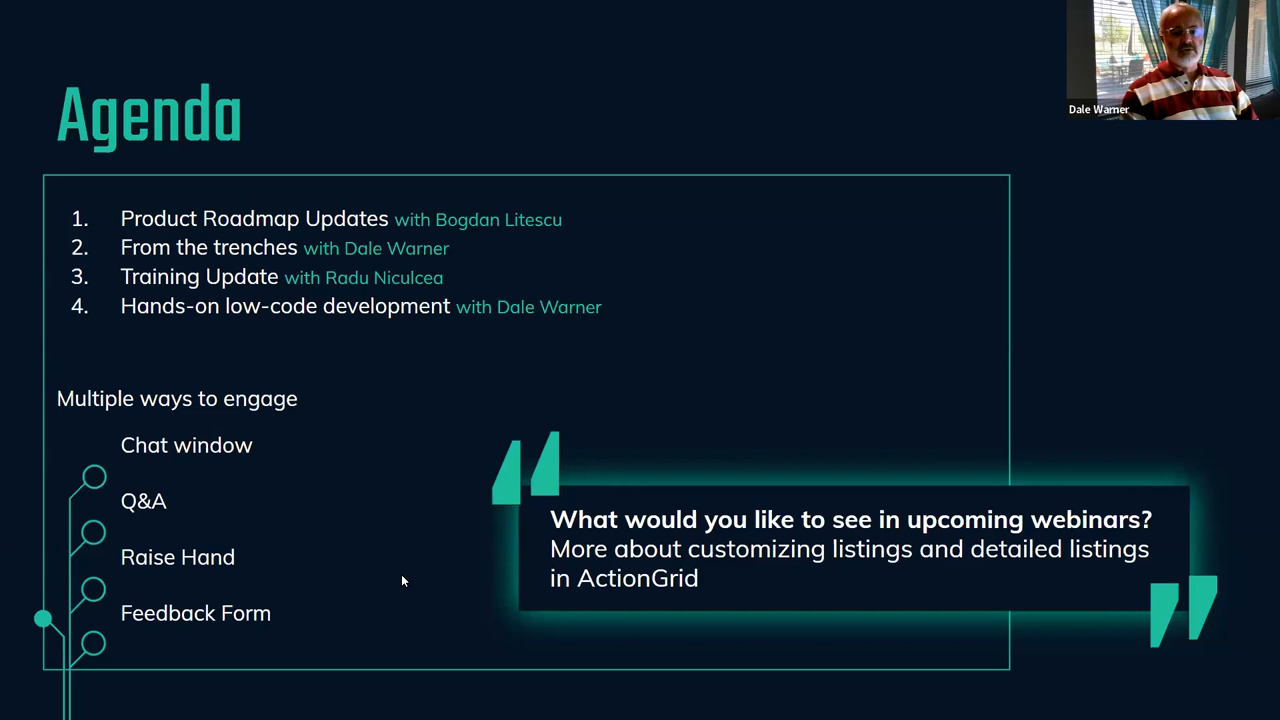 Agenda
Dale Warner
1. Product Roadmap Updates with Bogdan Litescu
2. From the trenches with Dale Warner
3. Training Update with Radu Niculcea
4. Hands-on low-code development with Dale Warner
Multiple ways to engage
Chat window
Q&A
Raise Hand
Feedback Form
What would you like to see in upcoming webinars?
More about customizing listings and detailed listings
in ActionGrid